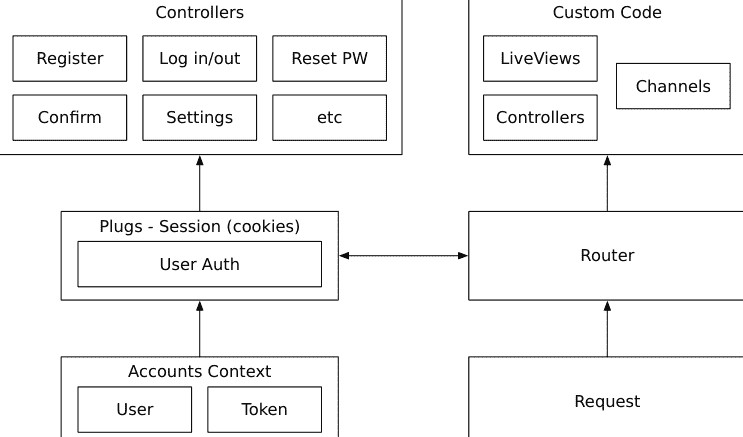 Controllers
Register
Log in/out
Reset PW
Confirm
Settings
etc
Custom Code
LiveViews
Channels
Controllers
Plugs - Session (cookies)
User Auth
Router
Accounts Context
User
Token
Request